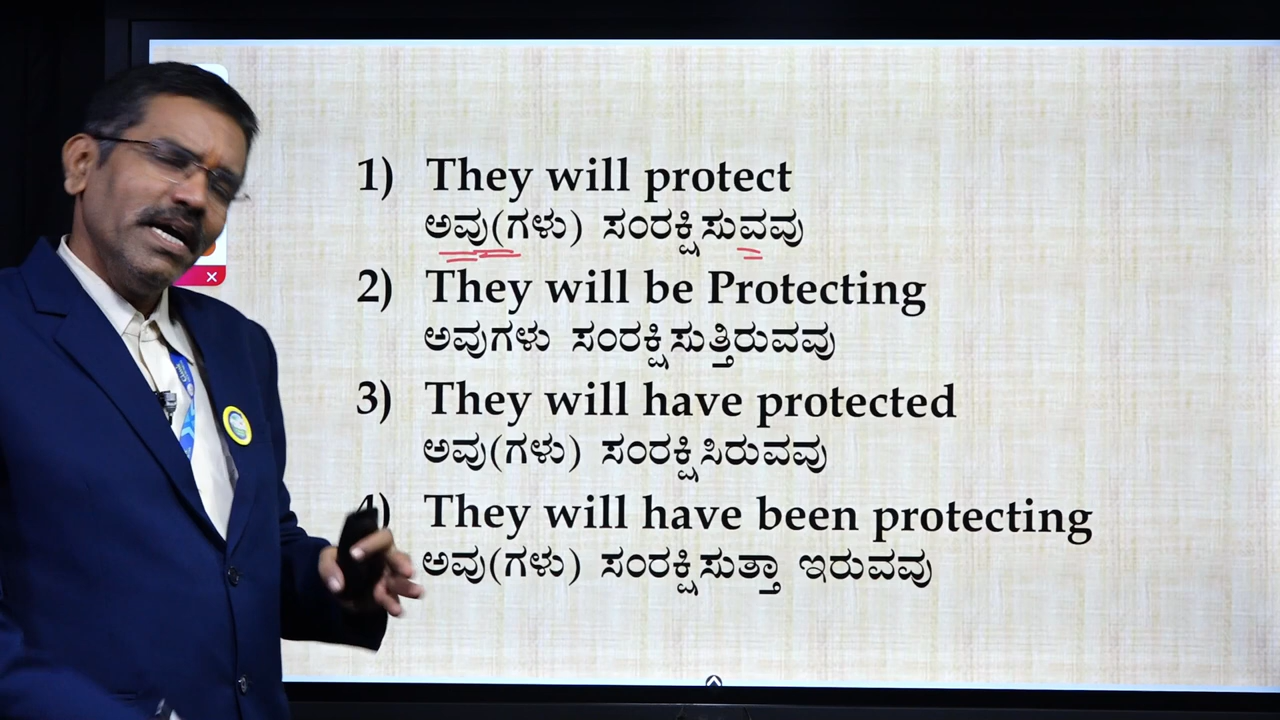 1) They will protect
ಅವು(ಗಳು) ಸಂರಕ್ಷಿಸುವವು
2) They will be Protecting
ಅವುಗಳು ಸಂರಕ್ಷಿಸುತ್ತಿರುವವು
3) They will have protected
ಅವು(ಗಳು) ಸಂರಕ್ಷಿಸಿರುವವು
4) They will have been protecting
ಅವು(ಗಳು) ಸಂರಕ್ಷಿಸುತ್ತಾ ಇರುವವು